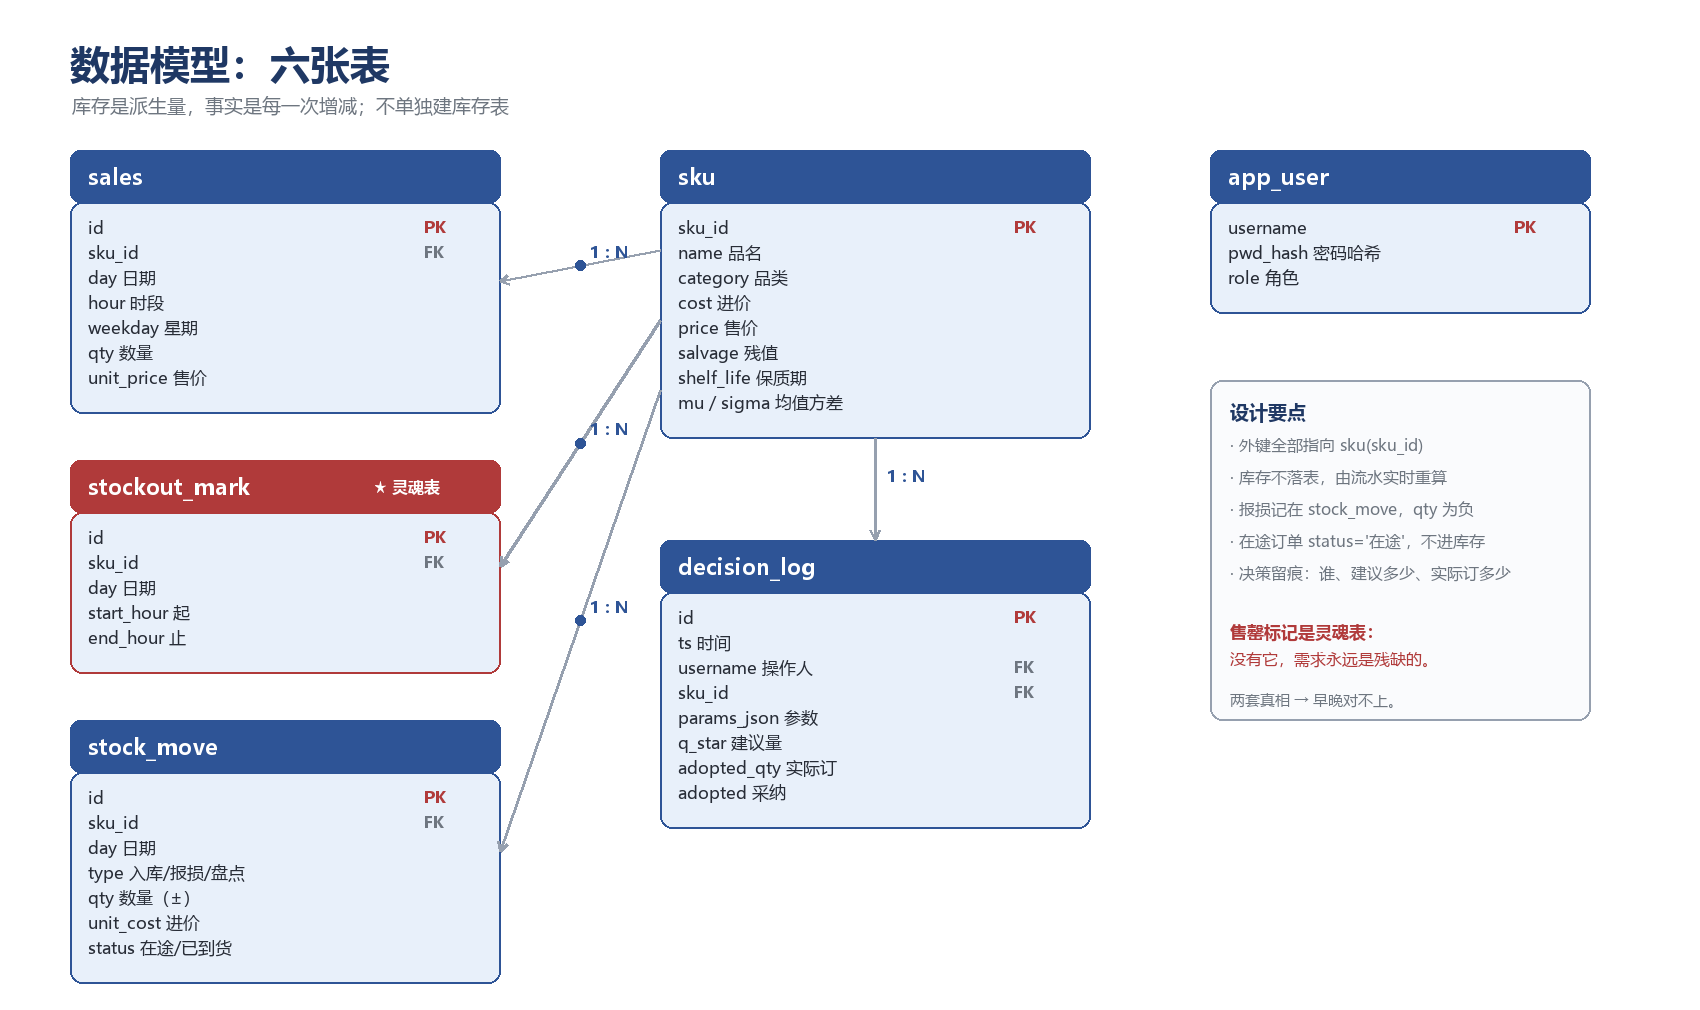 数据模型：六张表
库存是派生量，事实是每一次增减；不单独建库存表
sales
id PK
sku_id FK
day 日期
hour 时段
weekday 星期
qty 数量
unit_price 售价
1 : N
stockout_mark ★ 灵魂表
id PK
sku_id FK
day 日期
start_hour 起
end_hour 止
1 : N
stock_move
id PK
sku_id FK
day 日期
type 入库/报损/盘点
qty 数量（±）
unit_cost 进价
status 在途/已到货
1 : N
sku
sku_id PK
name 品名
category 品类
cost 进价
price 售价
salvage 残值
shelf_life 保质期
mu / sigma 均值方差
1 : N
decision_log
id PK
ts 时间
username 操作人 FK
sku_id FK
params_json 参数
q_star 建议量
adopted_qty 实际订
adopted 采纳
app_user
username PK
pwd_hash 密码哈希
role 角色
设计要点
· 外键全部指向 sku(sku_id)
· 库存不落表，由流水实时重算
· 报损记在 stock_move，qty 为负
· 在途订单 status='在途'，不进库存
· 决策留痕：谁、建议多少、实际订多少
售罄标记是灵魂表：
没有它，需求永远是残缺的。
两套真相 → 早晚对不上。